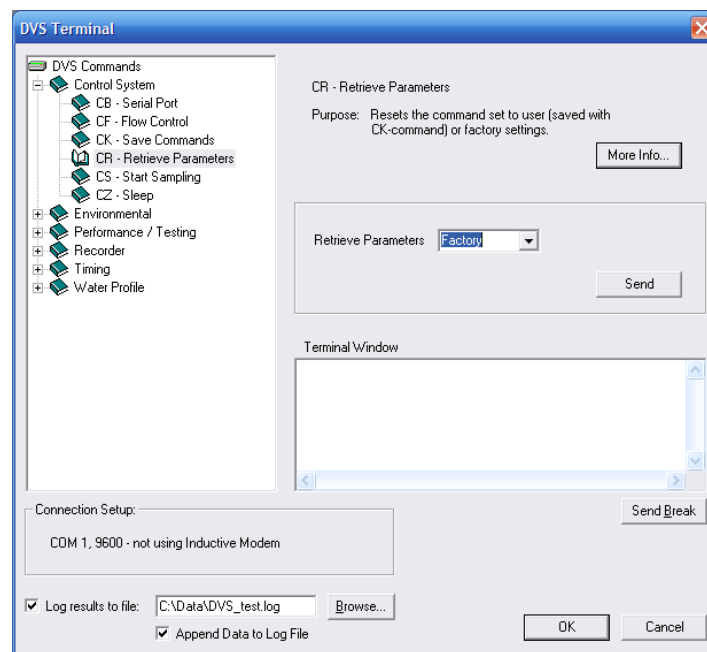 DVS Terminal
DVS Commands
Control System
CB - Serial Port
CF - Flow Control
CK - Save Commands
CR - Retrieve Parameters
CS - Start Sampling
CZ - Sleep
Environmental
Performance / Testing
Recorder
Timing
Water Profile
CR - Retrieve Parameters
Purpose: Resets the command set to user (saved with
CK-command) or factory settings.
More Info...
Retrieve Parameters Factory
Send
Terminal Window
Send Break
Connection Setup:
COM 1, 9600 - not using Inductive Modem
Log results to file: C:\Data\DVS_test.log Browse...
Append Data to Log File
OK Cancel